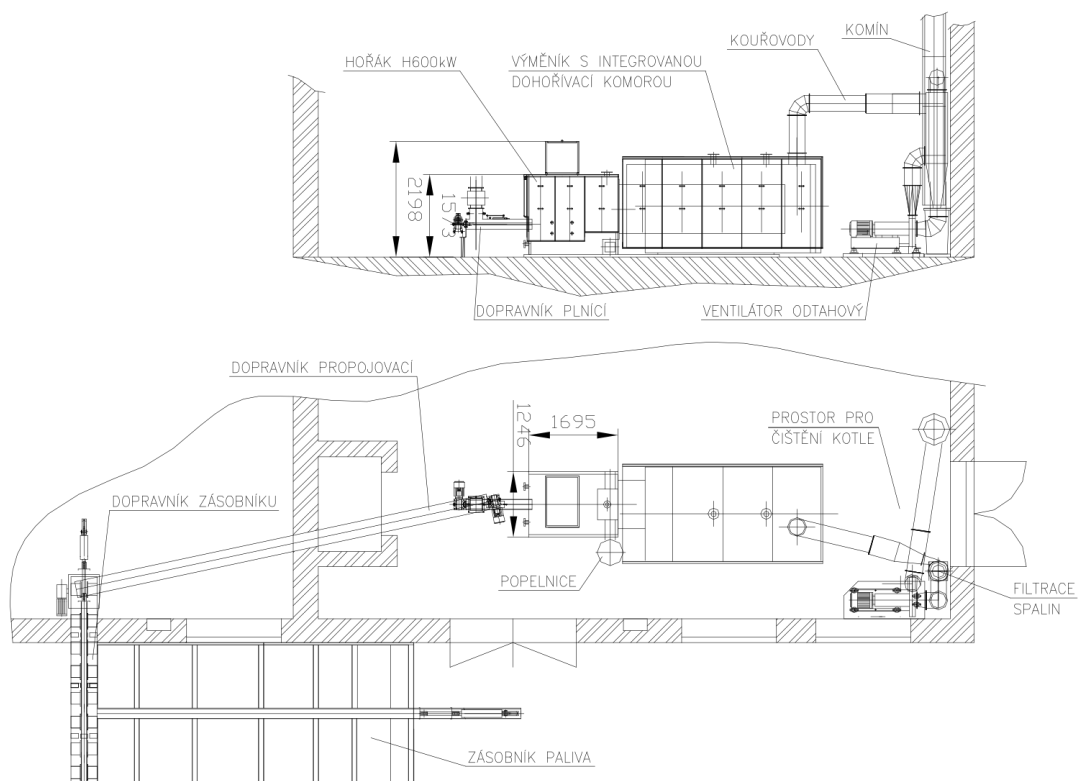 KOMÍN
KOUŘOVODY
HOŘÁK H600kW
VÝMĚNÍK S INTEGROVANOU
DOHOŘÍVACÍ KOMOROU
2198
1573
DOPRAVNÍK PLNÍCÍ
VENTILÁTOR ODTAHOVÝ
DOPRAVNÍK PROPOJOVACÍ
1246
1695
PROSTOR PRO
ČIŠTĚNÍ KOTLE
DOPRAVNÍK ZÁSOBNÍKU
POPELNICE
FILTRACE
SPALIN
ZÁSOBNÍK PALIVA